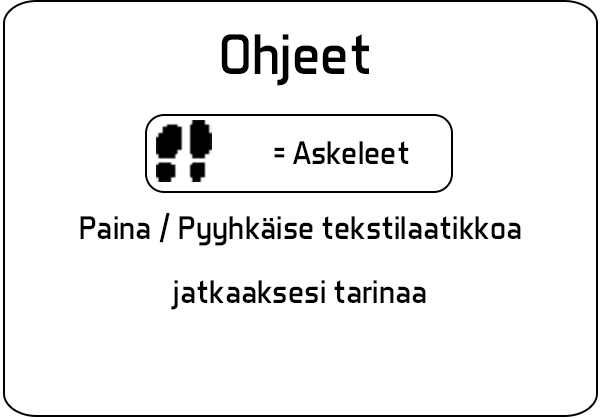 Ohjeet
= Askeleet
Paina / Pyyhkäise tekstilaatikkoa
jatkaaksesi tarinaa